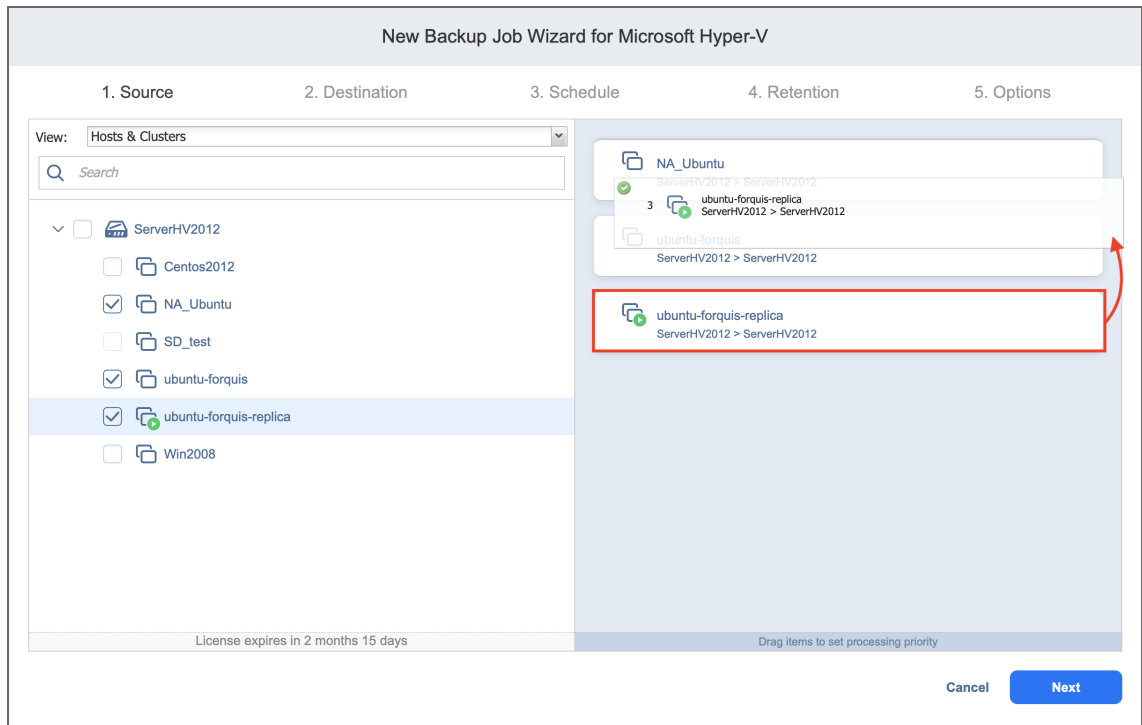 New Backup Job Wizard for Microsoft Hyper-V
1. Source
2. Destination
3. Schedule
4. Retention
5. Options
View:
Hosts & Clusters
Search
ServerHV2012
Centos2012
NA_Ubuntu
SD_test
ubuntu-forquis
ubuntu-forquis-replica
Win2008
License expires in 2 months 15 days
NA_Ubuntu
ServerHV2012 > ServerHV2012
3
ubuntu-forquis-replica
ServerHV2012 > ServerHV2012
ubuntu-forquis
ServerHV2012 > ServerHV2012
ubuntu-forquis-replica
ServerHV2012 > ServerHV2012
Drag items to set processing priority
Cancel
Next